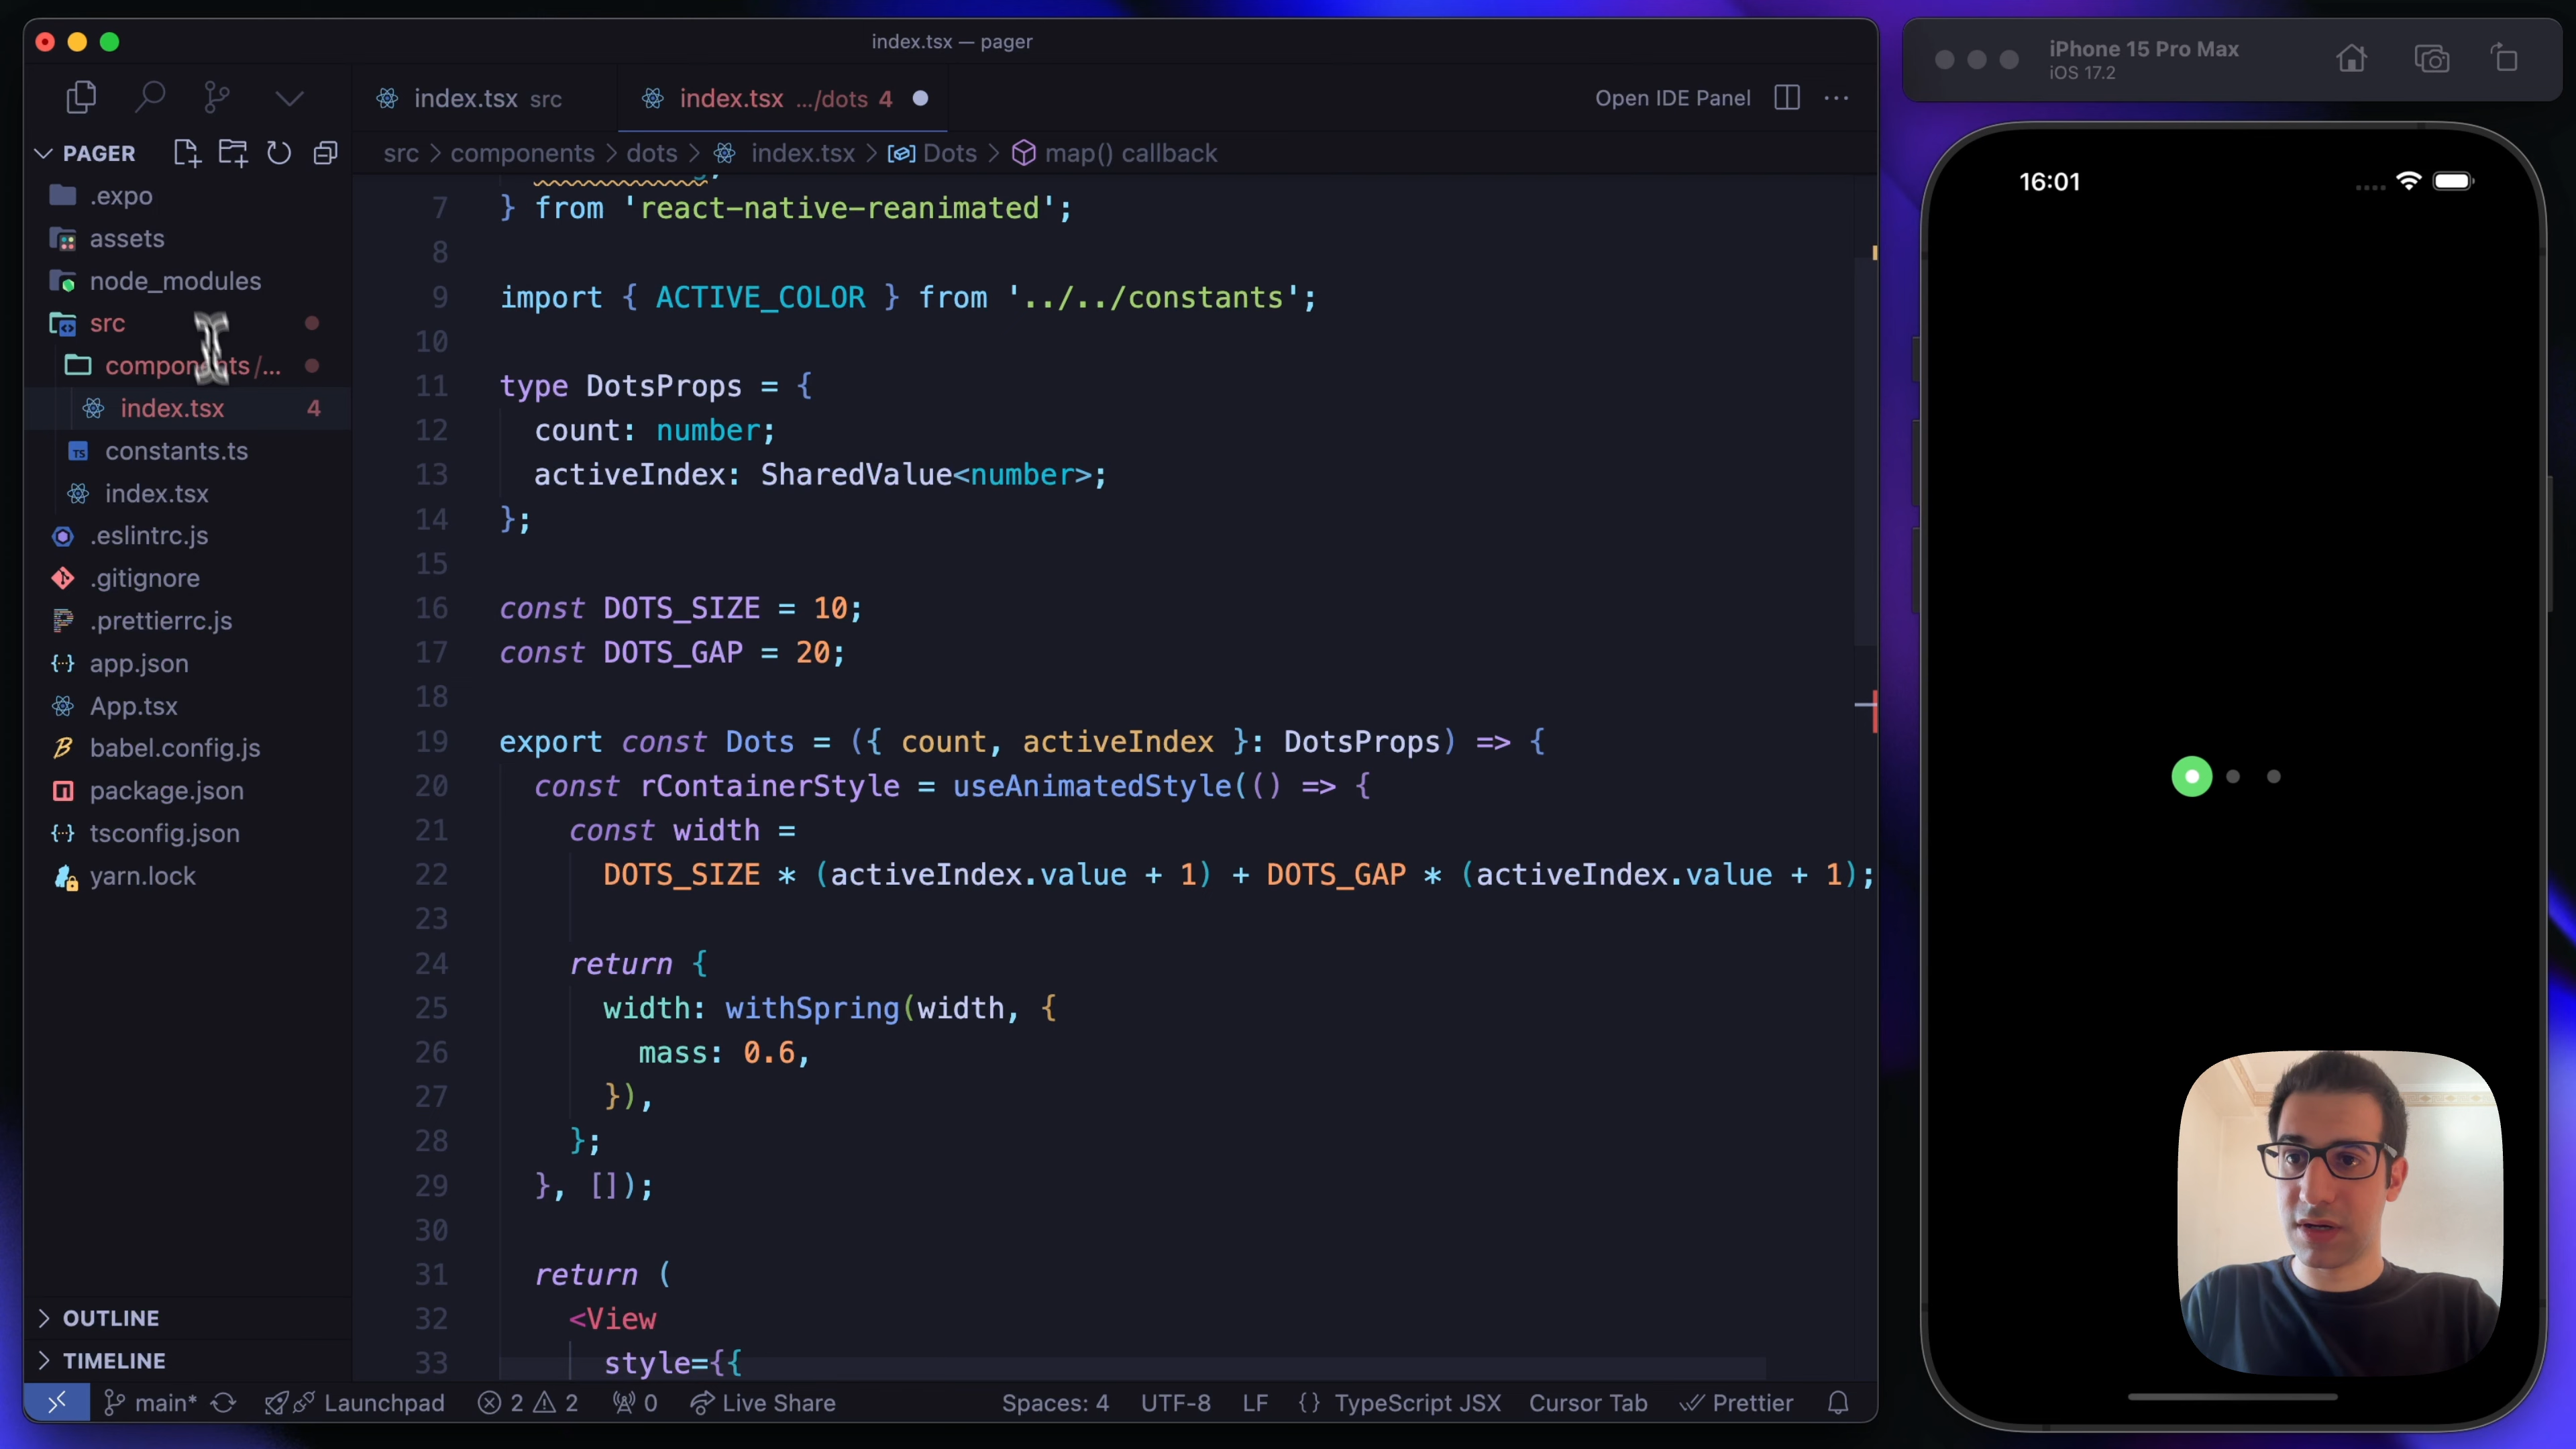 index.tsx — pager
iPhone 15 Pro Max
iOS 17.2
index.tsx src
index.tsx .../dots 4
Open IDE Panel
PAGER
src > components > dots > index.tsx > Dots > map() callback
.expo
assets
node_modules
src
components/...
index.tsx 4
constants.ts
index.tsx
.eslintrc.js
.gitignore
.prettierrc.js
app.json
App.tsx
babel.config.js
package.json
tsconfig.json
yarn.lock
OUTLINE
TIMELINE
7 } from 'react-native-reanimated';
8
9 import { ACTIVE_COLOR } from '../../constants';
10
11 type DotsProps = {
12 count: number;
13 activeIndex: SharedValue<number>;
14 };
15
16 const DOTS_SIZE = 10;
17 const DOTS_GAP = 20;
18
19 export const Dots = ({ count, activeIndex }: DotsProps) => {
20 const rContainerStyle = useAnimatedStyle(() => {
21 const width =
22 DOTS_SIZE * (activeIndex.value + 1) + DOTS_GAP * (activeIndex.value + 1);
23
24 return {
25 width: withSpring(width, {
26 mass: 0.6,
27 }),
28 };
29 }, []);
30
31 return (
32 <View
33 style={{
main* Launchpad 2 2 0 Live Share Spaces: 4 UTF-8 LF {} TypeScript JSX Cursor Tab Prettier
16:01